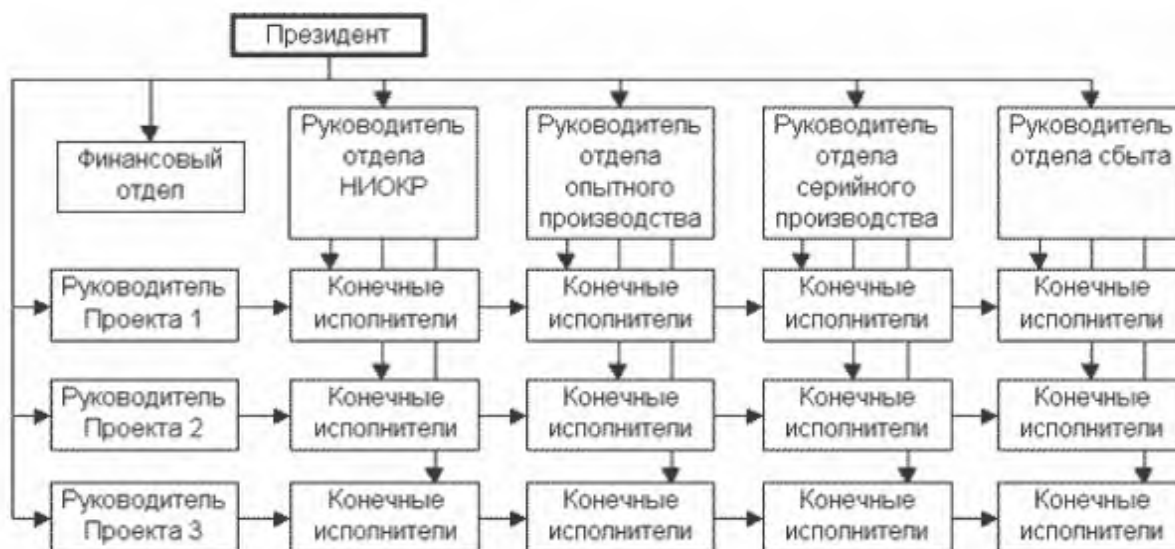 Президент
Финансовый
отдел
Руководитель
отдела
НИОКР
Руководитель
отдела
опытного
производства
Руководитель
отдела
серийного
производства
Руководитель
отдела сбыта
Руководитель
Проекта 1
Конечные
исполнители
Конечные
исполнители
Конечные
исполнители
Конечные
исполнители
Руководитель
Проекта 2
Конечные
исполнители
Конечные
исполнители
Конечные
исполнители
Конечные
исполнители
Руководитель
Проекта 3
Конечные
исполнители
Конечные
исполнители
Конечные
исполнители
Конечные
исполнители